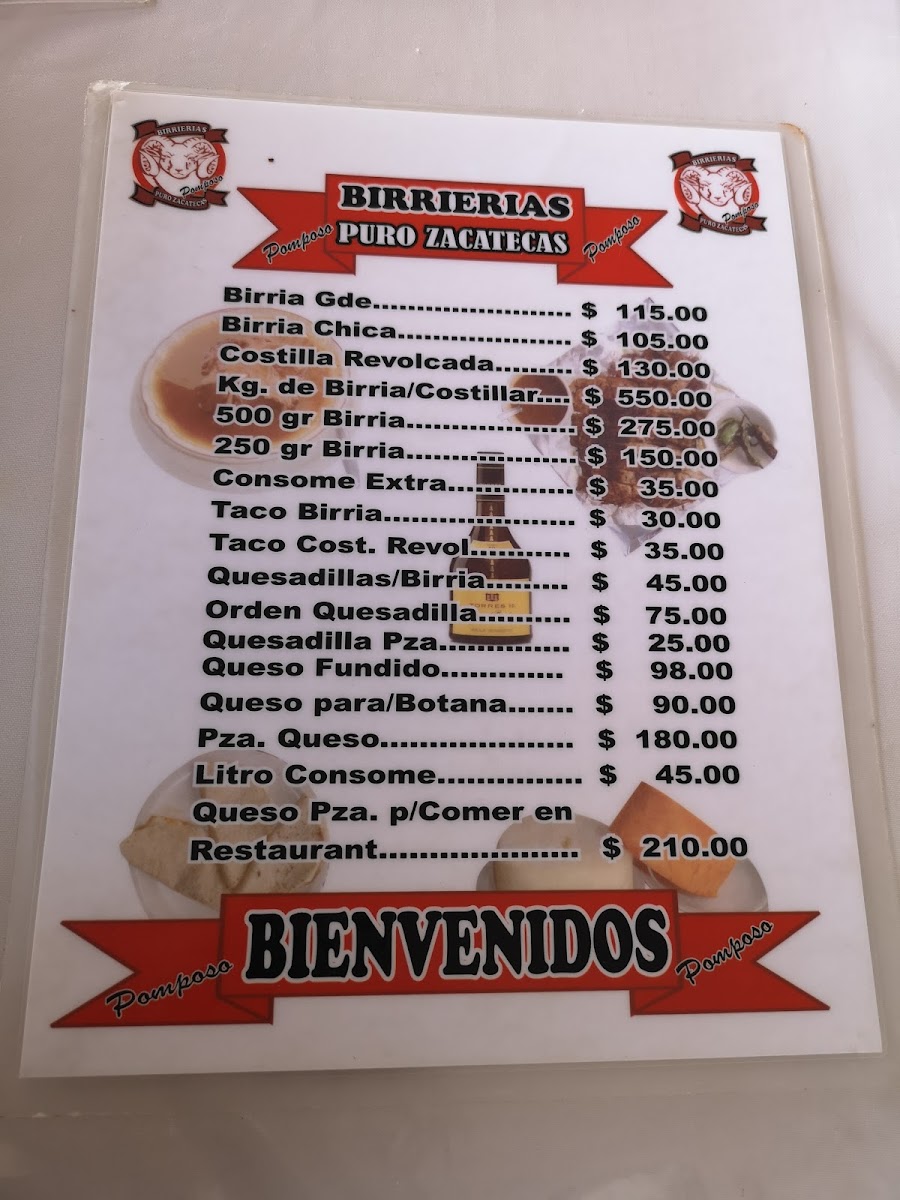 BIRRIERIAS
Pomposo
PURO ZACATECAS
BIRRIERIAS
Pomposo
PURO ZACATECAS
BIRRIERIAS
PURO ZACATECAS
Pomposo
Pomposo
Birria Gde...................... $ 115.00
Birria Chica.................... $ 105.00
Costilla Revolcada......... $ 130.00
Kg. de Birria/Costillar.... $ 550.00
500 gr Birria................... $ 275.00
250 gr Birria................... $ 150.00
Consome Extra.............. $ 35.00
Taco Birria..................... $ 30.00
Taco Cost. Revol........... $ 35.00
Quesadillas/Birria......... $ 45.00
Orden Quesadilla.......... $ 75.00
Quesadilla Pza.............. $ 25.00
Queso Fundido............. $ 98.00
Queso para/Botana....... $ 90.00
Pza. Queso..................... $ 180.00
Litro Consome................ $ 45.00
Queso Pza. p/Comer en
Restaurant...................... $ 210.00
TORRES 10
Pomposo
BIENVENIDOS
Pomposo